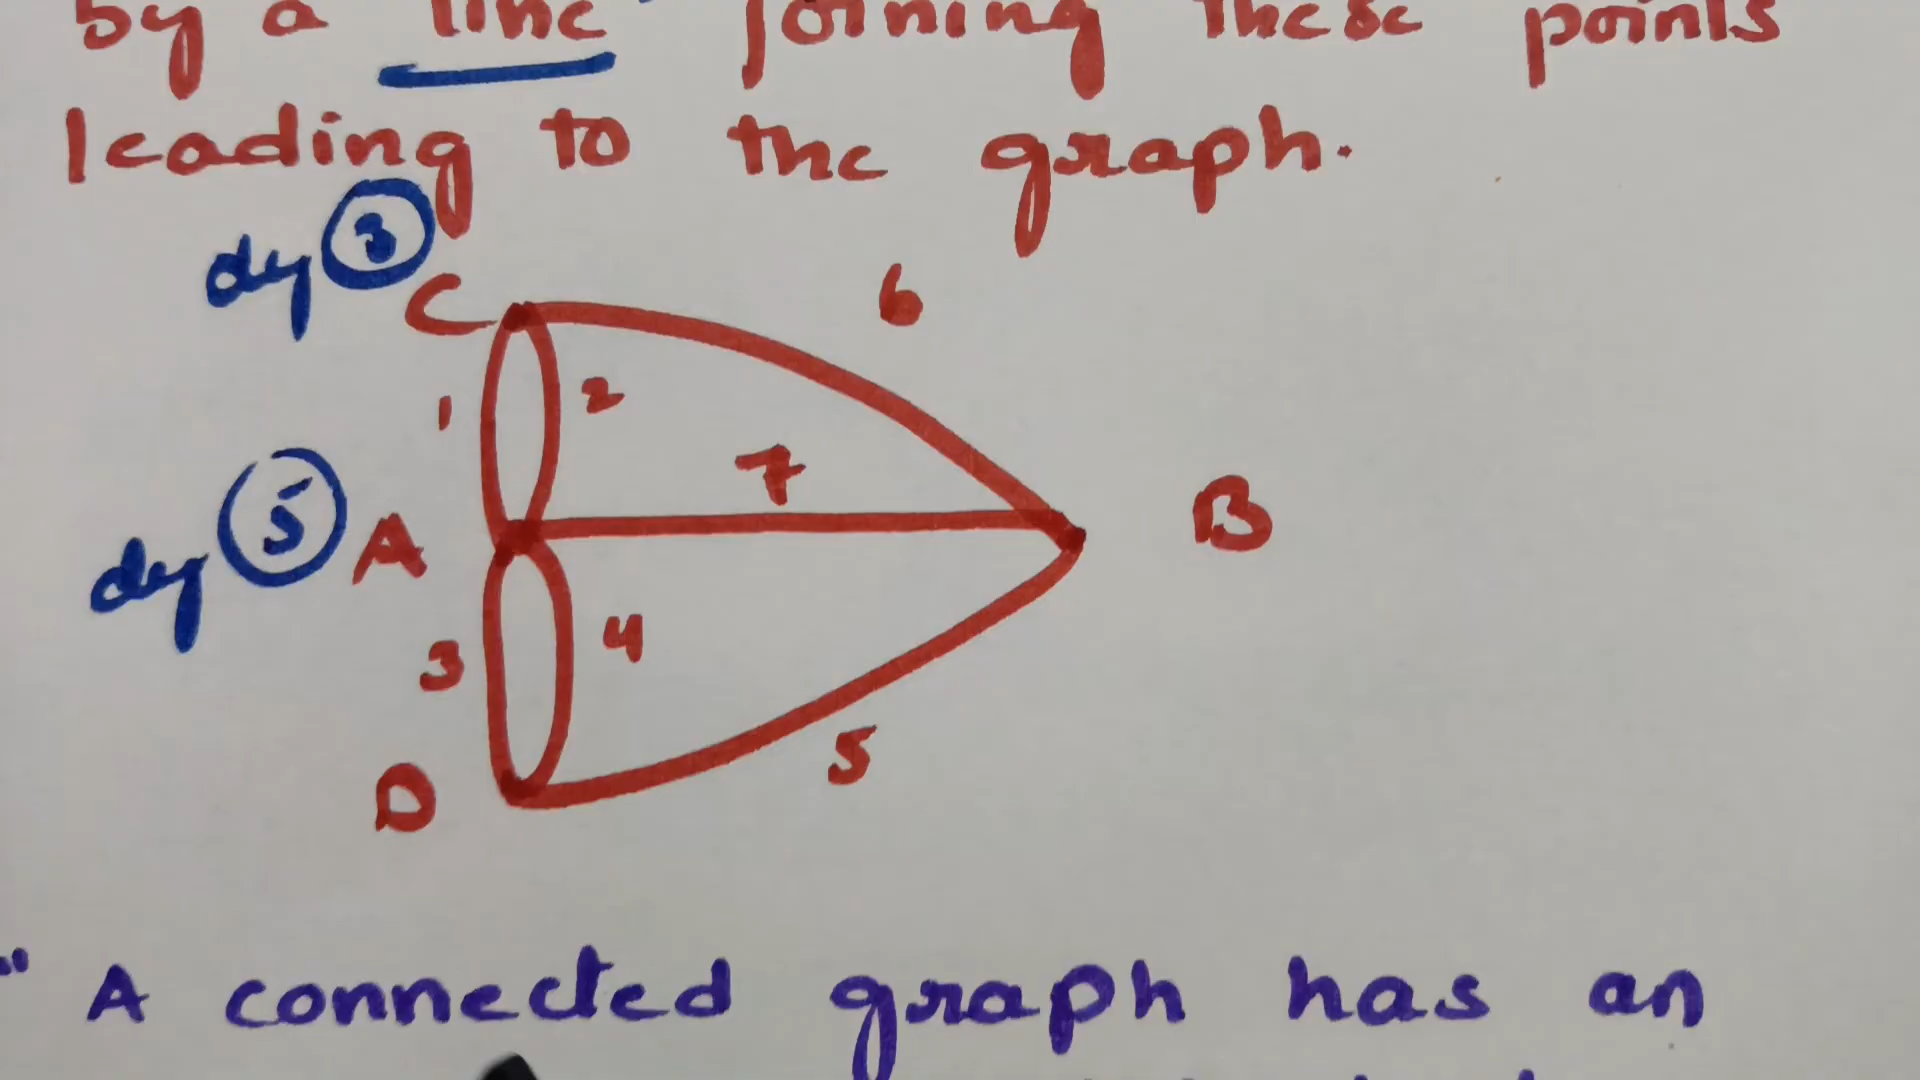 by a line joining these points
leading to the graph.
dy 3
C
6
1
2
7
dy 5
A
B
3
4
5
D
" A connected graph has an